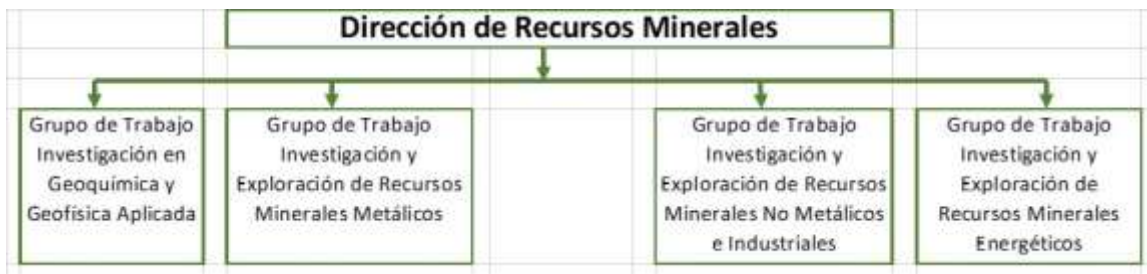 Dirección de Recursos Minerales
Grupo de Trabajo
Investigación en
Geoquímica y
Geofísica Aplicada
Grupo de Trabajo
Investigación y
Exploración de Recursos
Minerales Metálicos
Grupo de Trabajo
Investigación y
Exploración de Recursos
Minerales No Metálicos
e Industriales
Grupo de Trabajo
Investigación y
Exploración de
Recursos Minerales
Energéticos